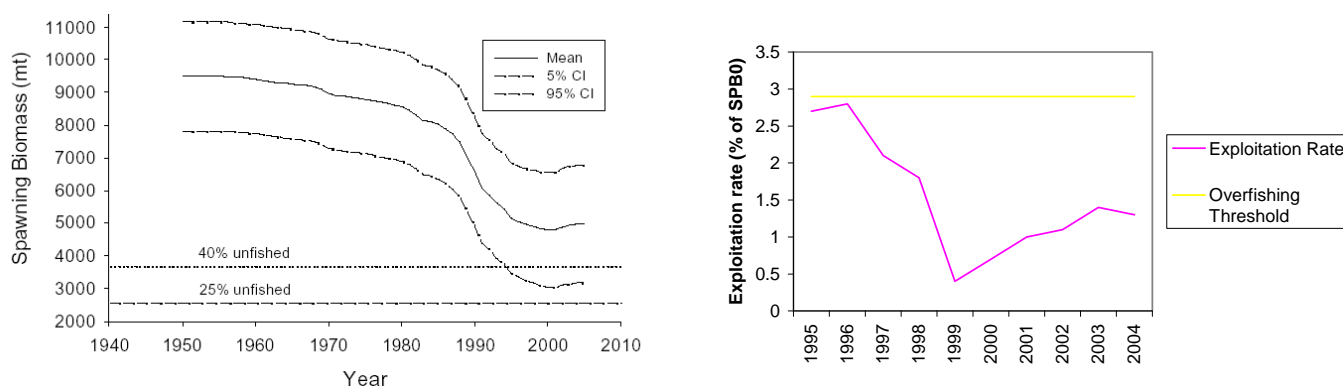 Spawning Biomass (mt)
11000
10000
9000
8000
7000
6000
5000
4000
3000
2000
Mean
5% CI
95% CI
40% unfished
25% unfished
1940 1950 1960 1970 1980 1990 2000 2010
Year
Exploitation rate (% of SPB0)
3.5
3
2.5
2
1.5
1
0.5
0
1995 1996 1997 1998 1999 2000 2001 2002 2003 2004
Exploitation Rate
Overfishing
Threshold